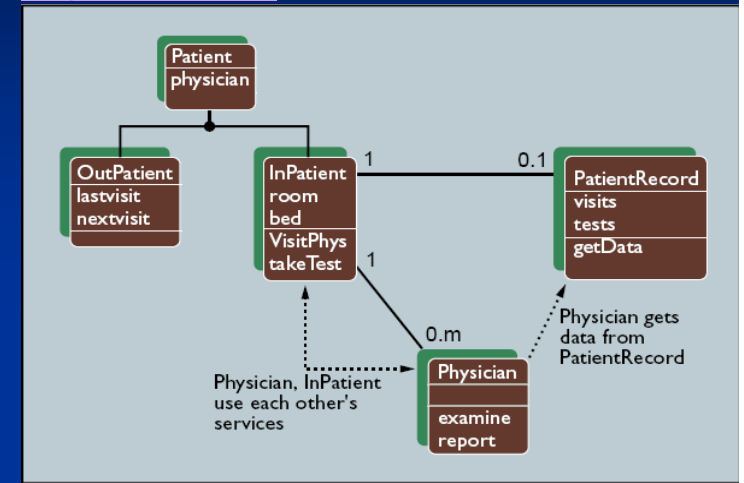 Patient
physician
OutPatient
lastvisit
nextvisit
InPatient
room
bed
VisitPhys
takeTest
1
0.1
PatientRecord
visits
tests
getData
1
0.m
Physician
examine
report
Physician gets
data from
PatientRecord
Physician, InPatient
use each other's
services